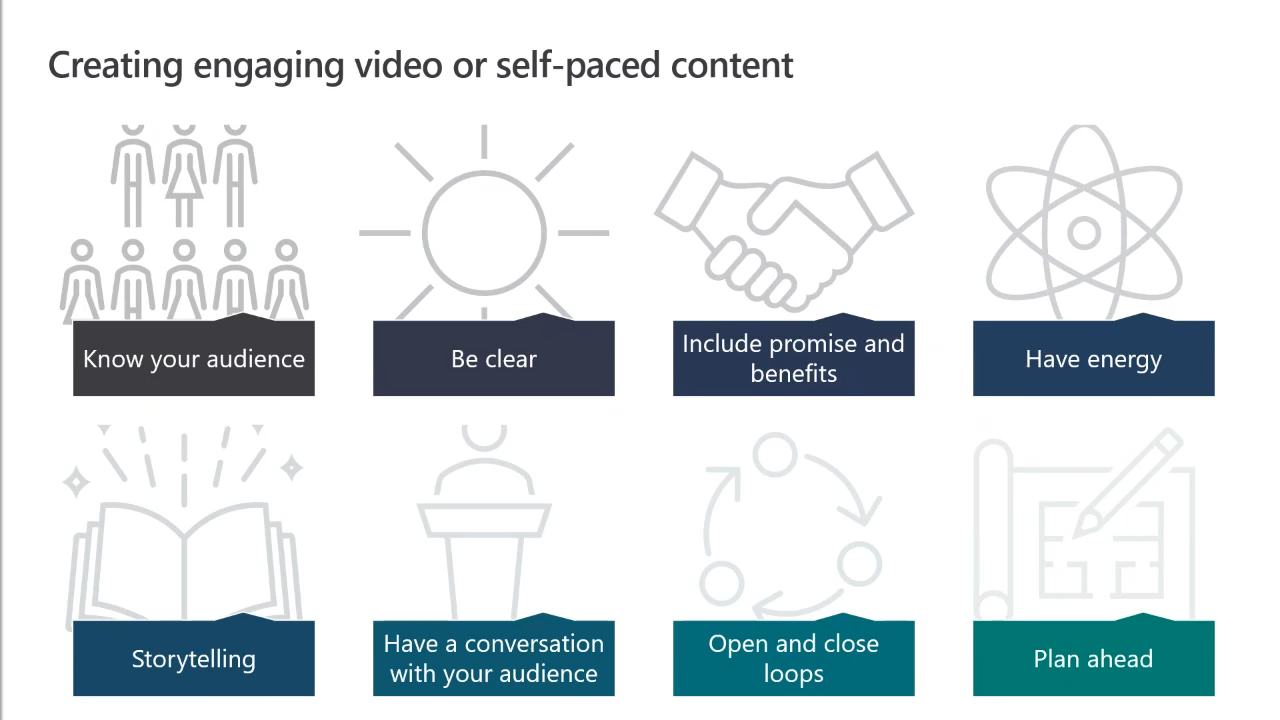 Creating engaging video or self-paced content
Know your audience
Be clear
Include promise and
benefits
Have energy
Storytelling
Have a conversation
with your audience
Open and close
loops
Plan ahead